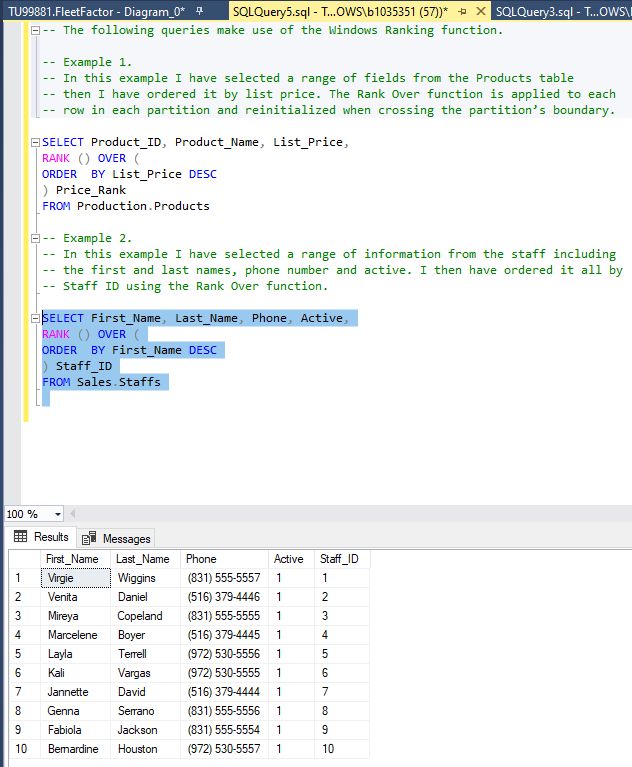 TU99881.FleetFactor - Diagram_0* SQLQuery5.sql - T...OWS\b1035351 (57))* SQLQuery3.sql - T...OWS\b1
-- The following queries make use of the Windows Ranking function.
-- Example 1.
-- In this example I have selected a range of fields from the Products table
-- then I have ordered it by list price. The Rank Over function is applied to each
-- row in each partition and reinitialized when crossing the partition’s boundary.
SELECT Product_ID, Product_Name, List_Price,
RANK () OVER (
ORDER  BY List_Price DESC
) Price_Rank
FROM Production.Products
-- Example 2.
-- In this example I have selected a range of information from the staff including
-- the first and last names, phone number and active. I then have ordered it all by
-- Staff ID using the Rank Over function.
SELECT First_Name, Last_Name, Phone, Active,
RANK () OVER (
ORDER  BY First_Name DESC
) Staff_ID
FROM Sales.Staffs
100 %
Results Messages
First_Name Last_Name Phone Active Staff_ID
1 Virgie Wiggins (831) 555-5557 1 1
2 Venita Daniel (516) 379-4446 1 2
3 Mireya Copeland (831) 555-5555 1 3
4 Marcelene Boyer (516) 379-4445 1 4
5 Layla Terrell (972) 530-5556 1 5
6 Kali Vargas (972) 530-5555 1 6
7 Jannette David (516) 379-4444 1 7
8 Genna Serrano (831) 555-5556 1 8
9 Fabiola Jackson (831) 555-5554 1 9
10 Bernardine Houston (972) 530-5557 1 10